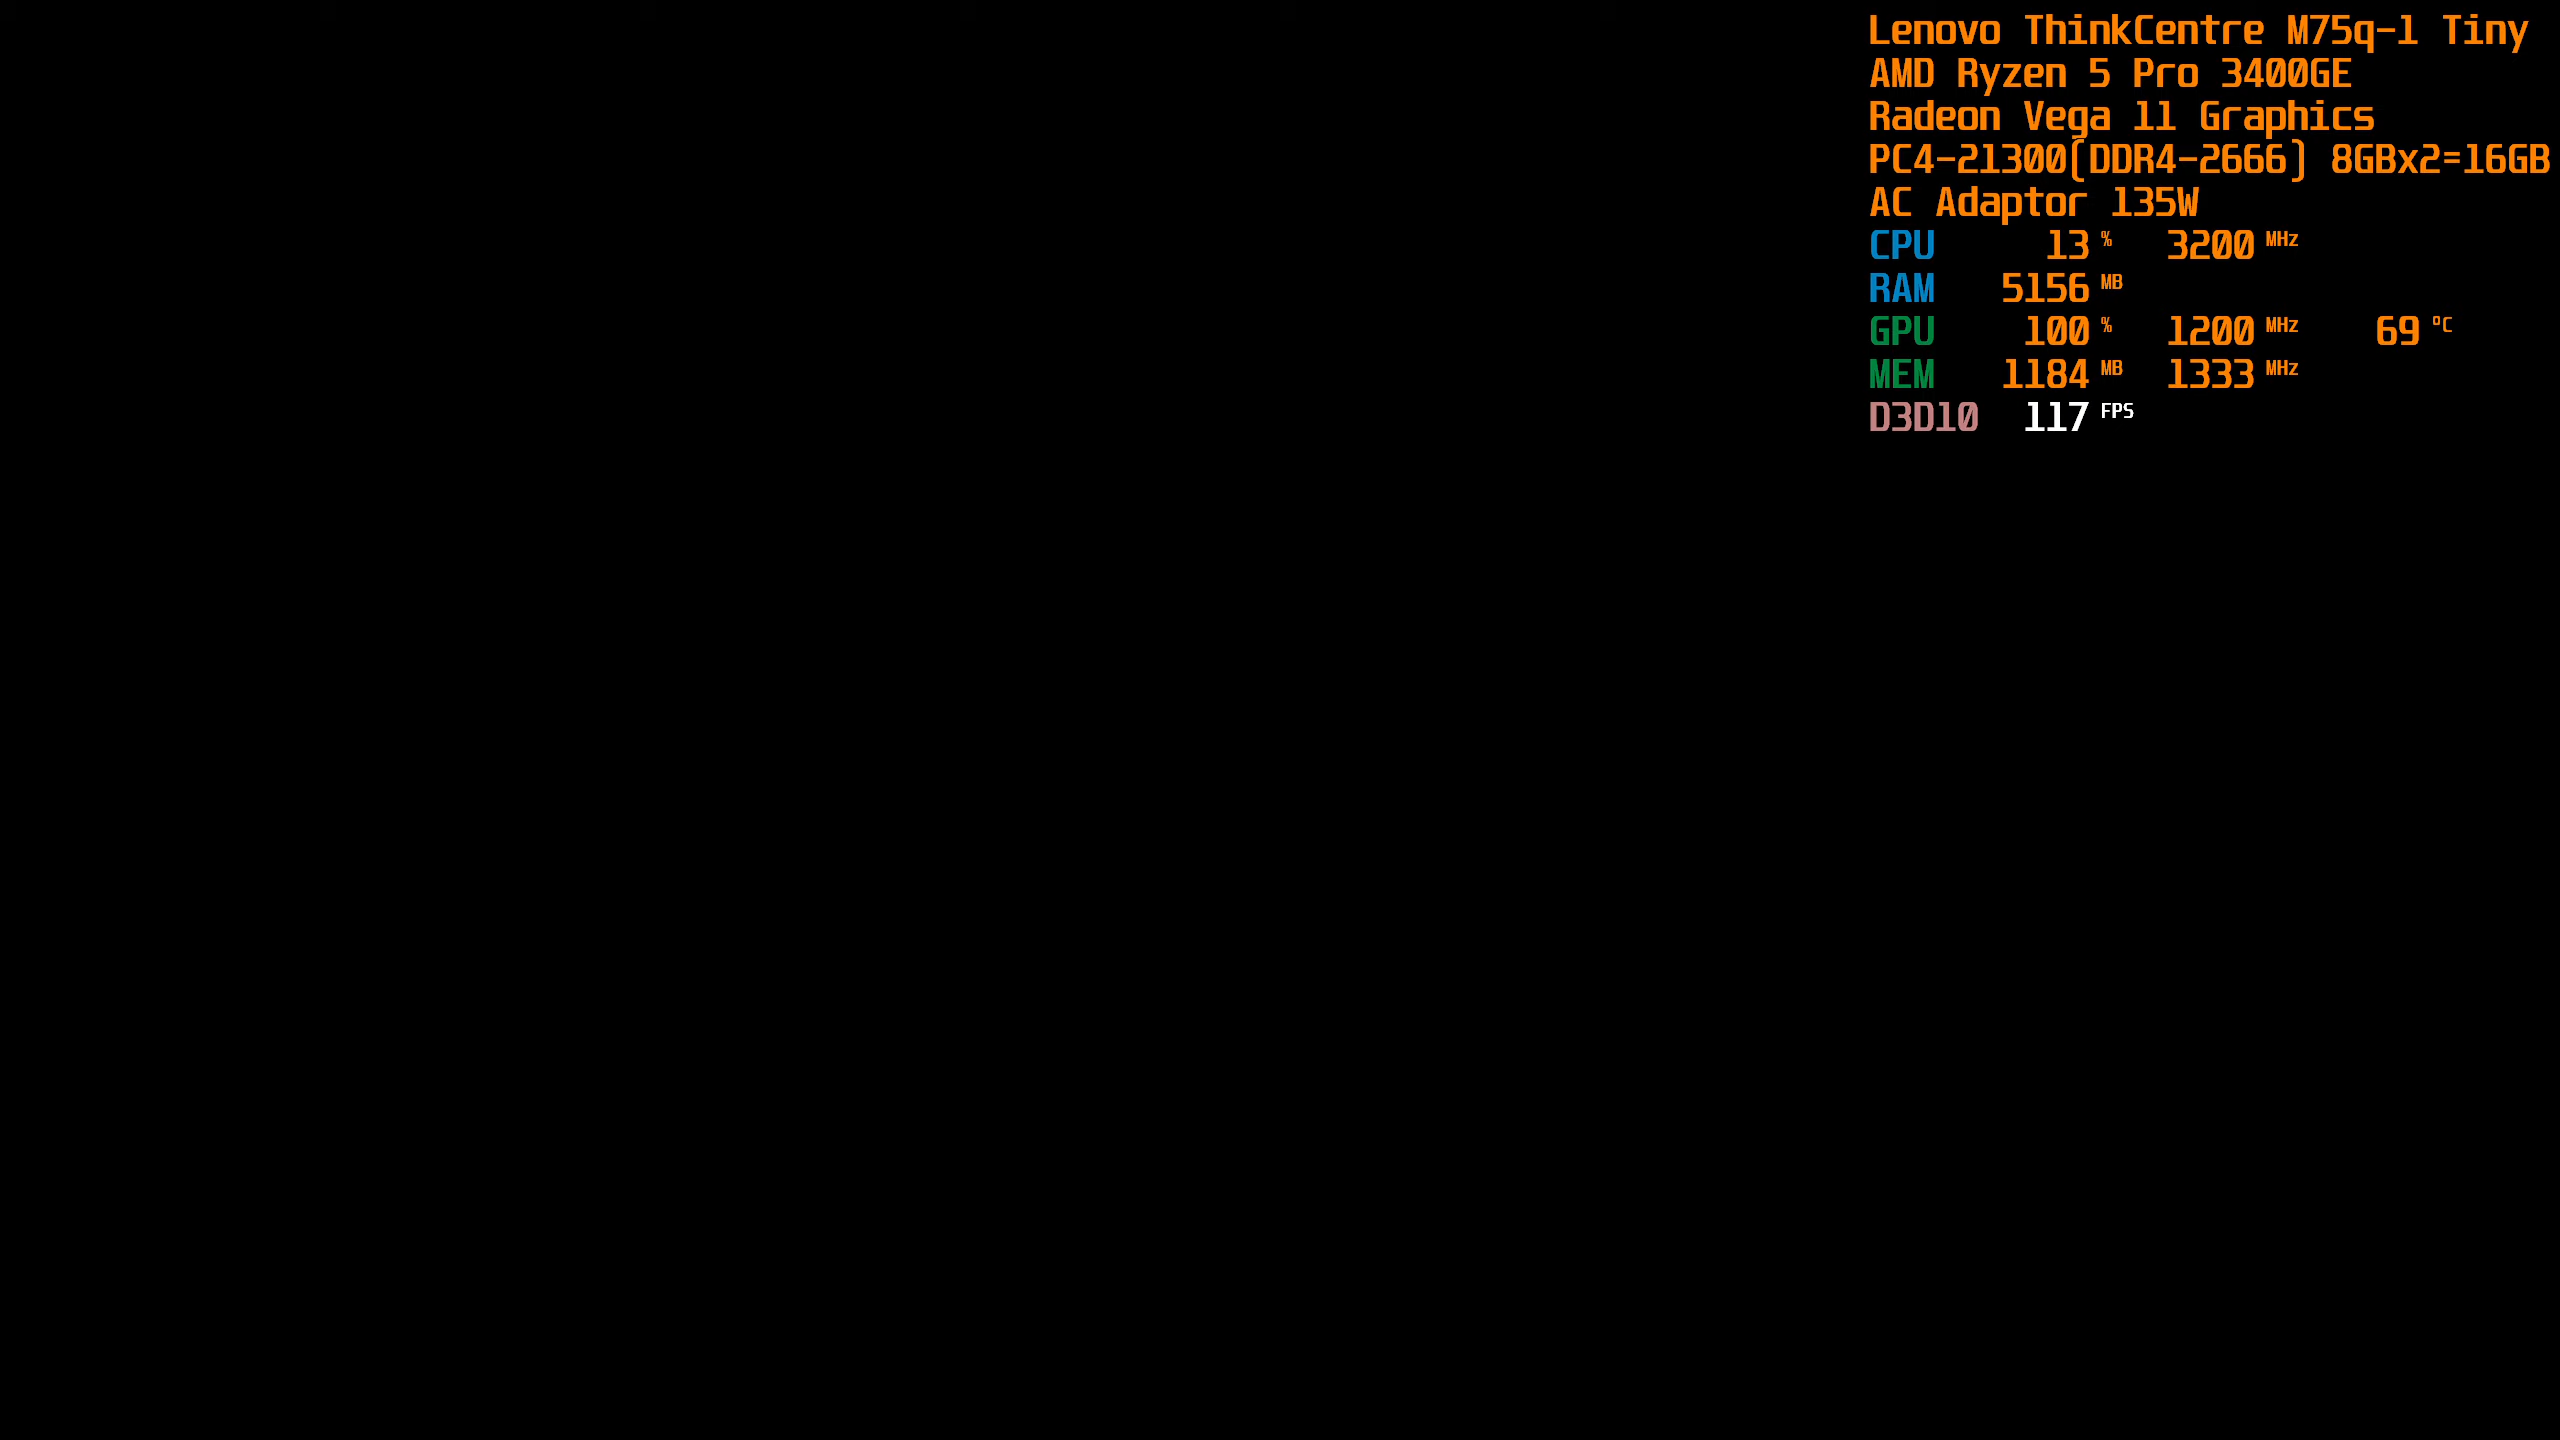 Lenovo ThinkCentre M75q-1 Tiny
AMD Ryzen 5 Pro 3400GE
Radeon Vega 11 Graphics
PC4-21300(DDR4-2666) 8GBx2=16GB
AC Adaptor 135W
CPU 13 % 3200 MHz
RAM 5156 MB
GPU 100 % 1200 MHz 69 °C
MEM 1184 MB 1333 MHz
D3D10 117 FPS